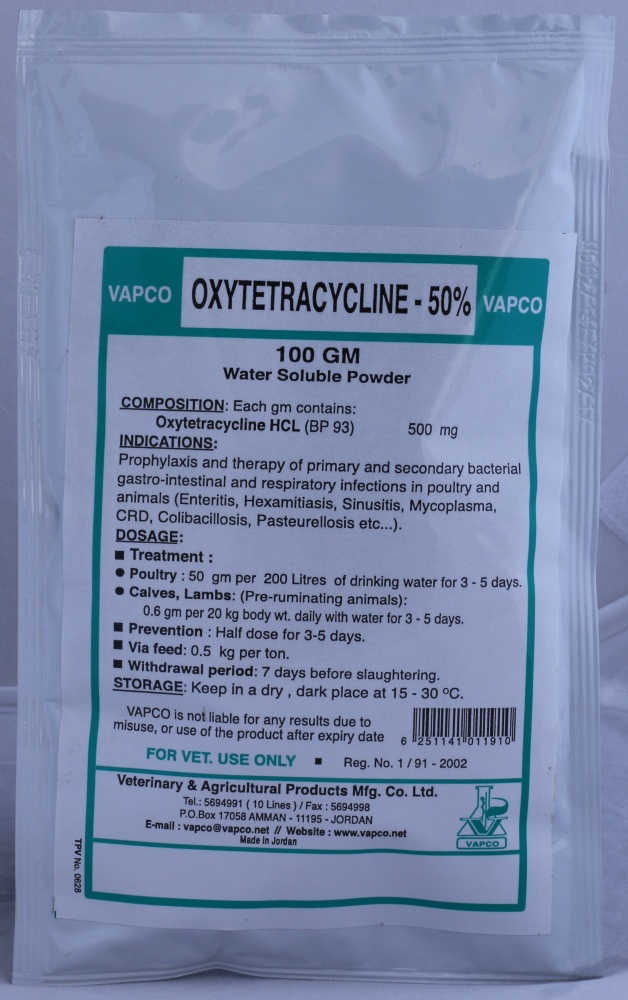 VAPCO OXYTETRACYCLINE - 50% VAPCO
100 GM
Water Soluble Powder
COMPOSITION: Each gm contains:
Oxytetracycline HCL (BP 93) 500 mg
INDICATIONS:
Prophylaxis and therapy of primary and secondary bacterial
gastro-intestinal and respiratory infections in poultry and
animals (Enteritis, Hexamitiasis, Sinusitis, Mycoplasma,
CRD, Colibacillosis, Pasteurellosis etc...).
DOSAGE:
■ Treatment :
● Poultry : 50 gm per 200 Litres of drinking water for 3 - 5 days.
● Calves, Lambs: (Pre-ruminating animals):
0.6 gm per 20 kg body wt. daily with water for 3 - 5 days.
■ Prevention : Half dose for 3-5 days.
■ Via feed: 0.5 kg per ton.
■ Withdrawal period: 7 days before slaughtering.
STORAGE: Keep in a dry , dark place at 15 - 30 ºC.
VAPCO is not liable for any results due to
misuse, or use of the product after expiry date
6 251141 011910
FOR VET. USE ONLY ■ Reg. No. 1 / 91 - 2002
Veterinary & Agricultural Products Mfg. Co. Ltd.
Tel.: 5694991 ( 10 Lines ) / Fax : 5694998
P.O.Box 17058 AMMAN - 11195 - JORDAN
E-mail : vapco@vapco.net // Website : www.vapco.net
Made in Jordan
VAPCO
TPV No. 0628